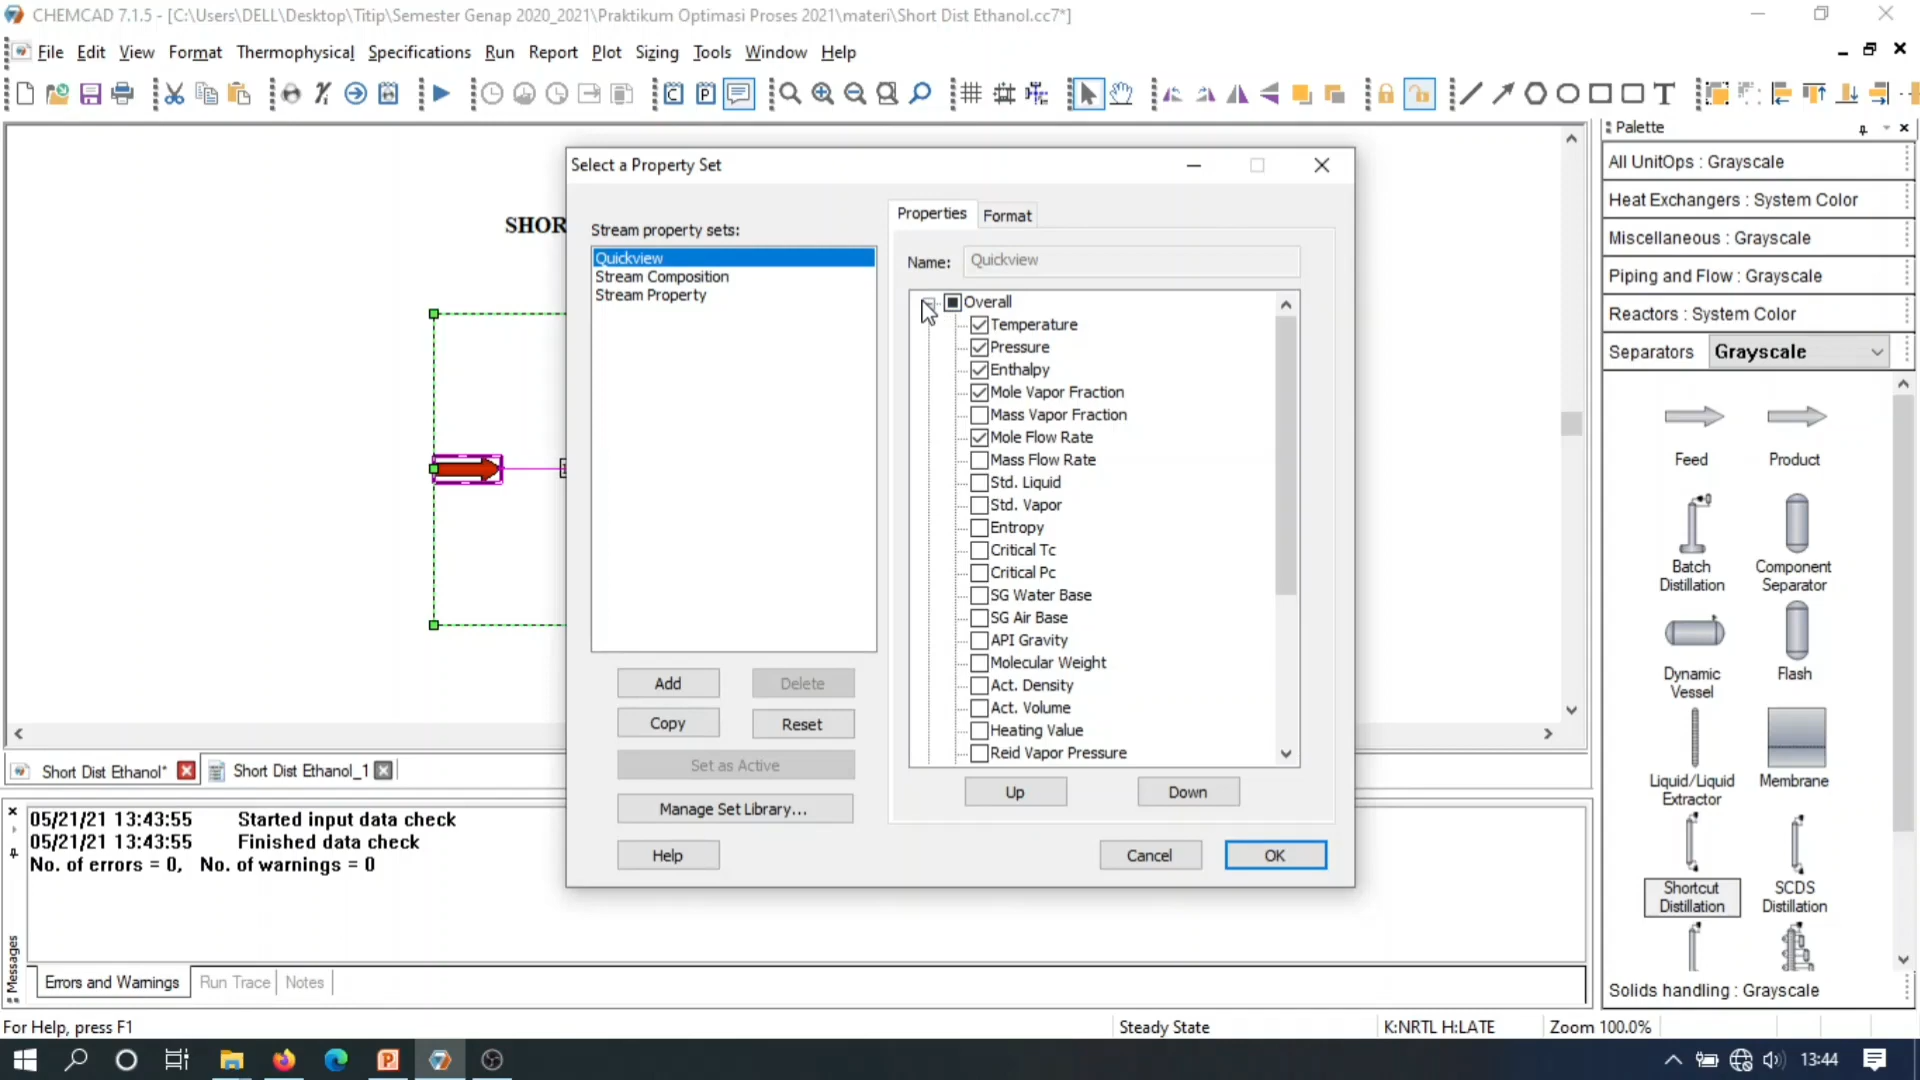 CHEMCAD 7.1.5 - [C:\Users\DELL\Desktop\Titip\Semester Genap 2020_2021\Praktikum Optimasi Proses 2021\materi\Short Dist Ethanol.cc7*]
File Edit View Format Thermophysical Specifications Run Report Plot Sizing Tools Window Help
SHOR
Select a Property Set
Stream property sets:
Quickview
Stream Composition
Stream Property
Add
Delete
Copy
Reset
Set as Active
Manage Set Library...
Help
Properties
Format
Name: Quickview
Overall
Temperature
Pressure
Enthalpy
Mole Vapor Fraction
Mass Vapor Fraction
Mole Flow Rate
Mass Flow Rate
Std. Liquid
Std. Vapor
Entropy
Critical Tc
Critical Pc
SG Water Base
SG Air Base
API Gravity
Molecular Weight
Act. Density
Act. Volume
Heating Value
Reid Vapor Pressure
Up
Down
Cancel
OK
Palette
All UnitOps : Grayscale
Heat Exchangers : System Color
Miscellaneous : Grayscale
Piping and Flow : Grayscale
Reactors : System Color
Separators Grayscale
Feed
Product
Batch
Distillation
Component
Separator
Dynamic
Vessel
Flash
Liquid/Liquid
Extractor
Membrane
Shortcut
Distillation
SCDS
Distillation
Solids handling : Grayscale
Short Dist Ethanol*
Short Dist Ethanol_1
05/21/21 13:43:55 Started input data check
05/21/21 13:43:55 Finished data check
No. of errors = 0, No. of warnings = 0
Messages
Errors and Warnings
Run Trace
Notes
For Help, press F1
Steady State
K:NRTL H:LATE
Zoom 100.0%
13:44